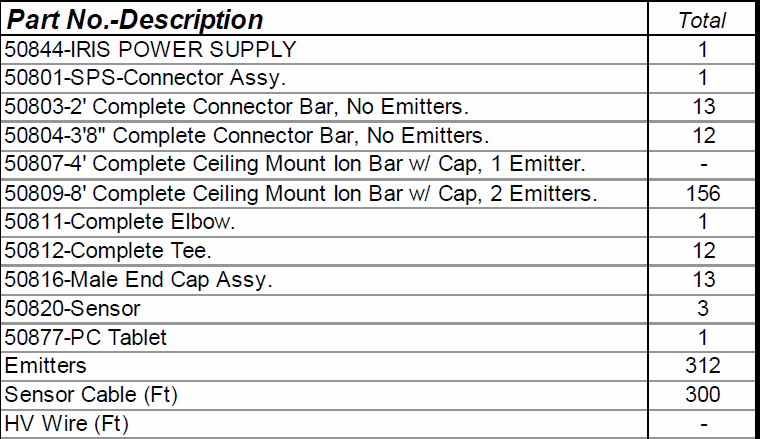 Part No.-Description Total
50844-IRIS POWER SUPPLY 1
50801-SPS-Connector Assy. 1
50803-2' Complete Connector Bar, No Emitters. 13
50804-3'8" Complete Connector Bar, No Emitters. 12
50807-4' Complete Ceiling Mount Ion Bar w/ Cap, 1 Emitter. -
50809-8' Complete Ceiling Mount Ion Bar w/ Cap, 2 Emitters. 156
50811-Complete Elbow. 1
50812-Complete Tee. 12
50816-Male End Cap Assy. 13
50820-Sensor 3
50877-PC Tablet 1
Emitters 312
Sensor Cable (Ft) 300
HV Wire (Ft) -